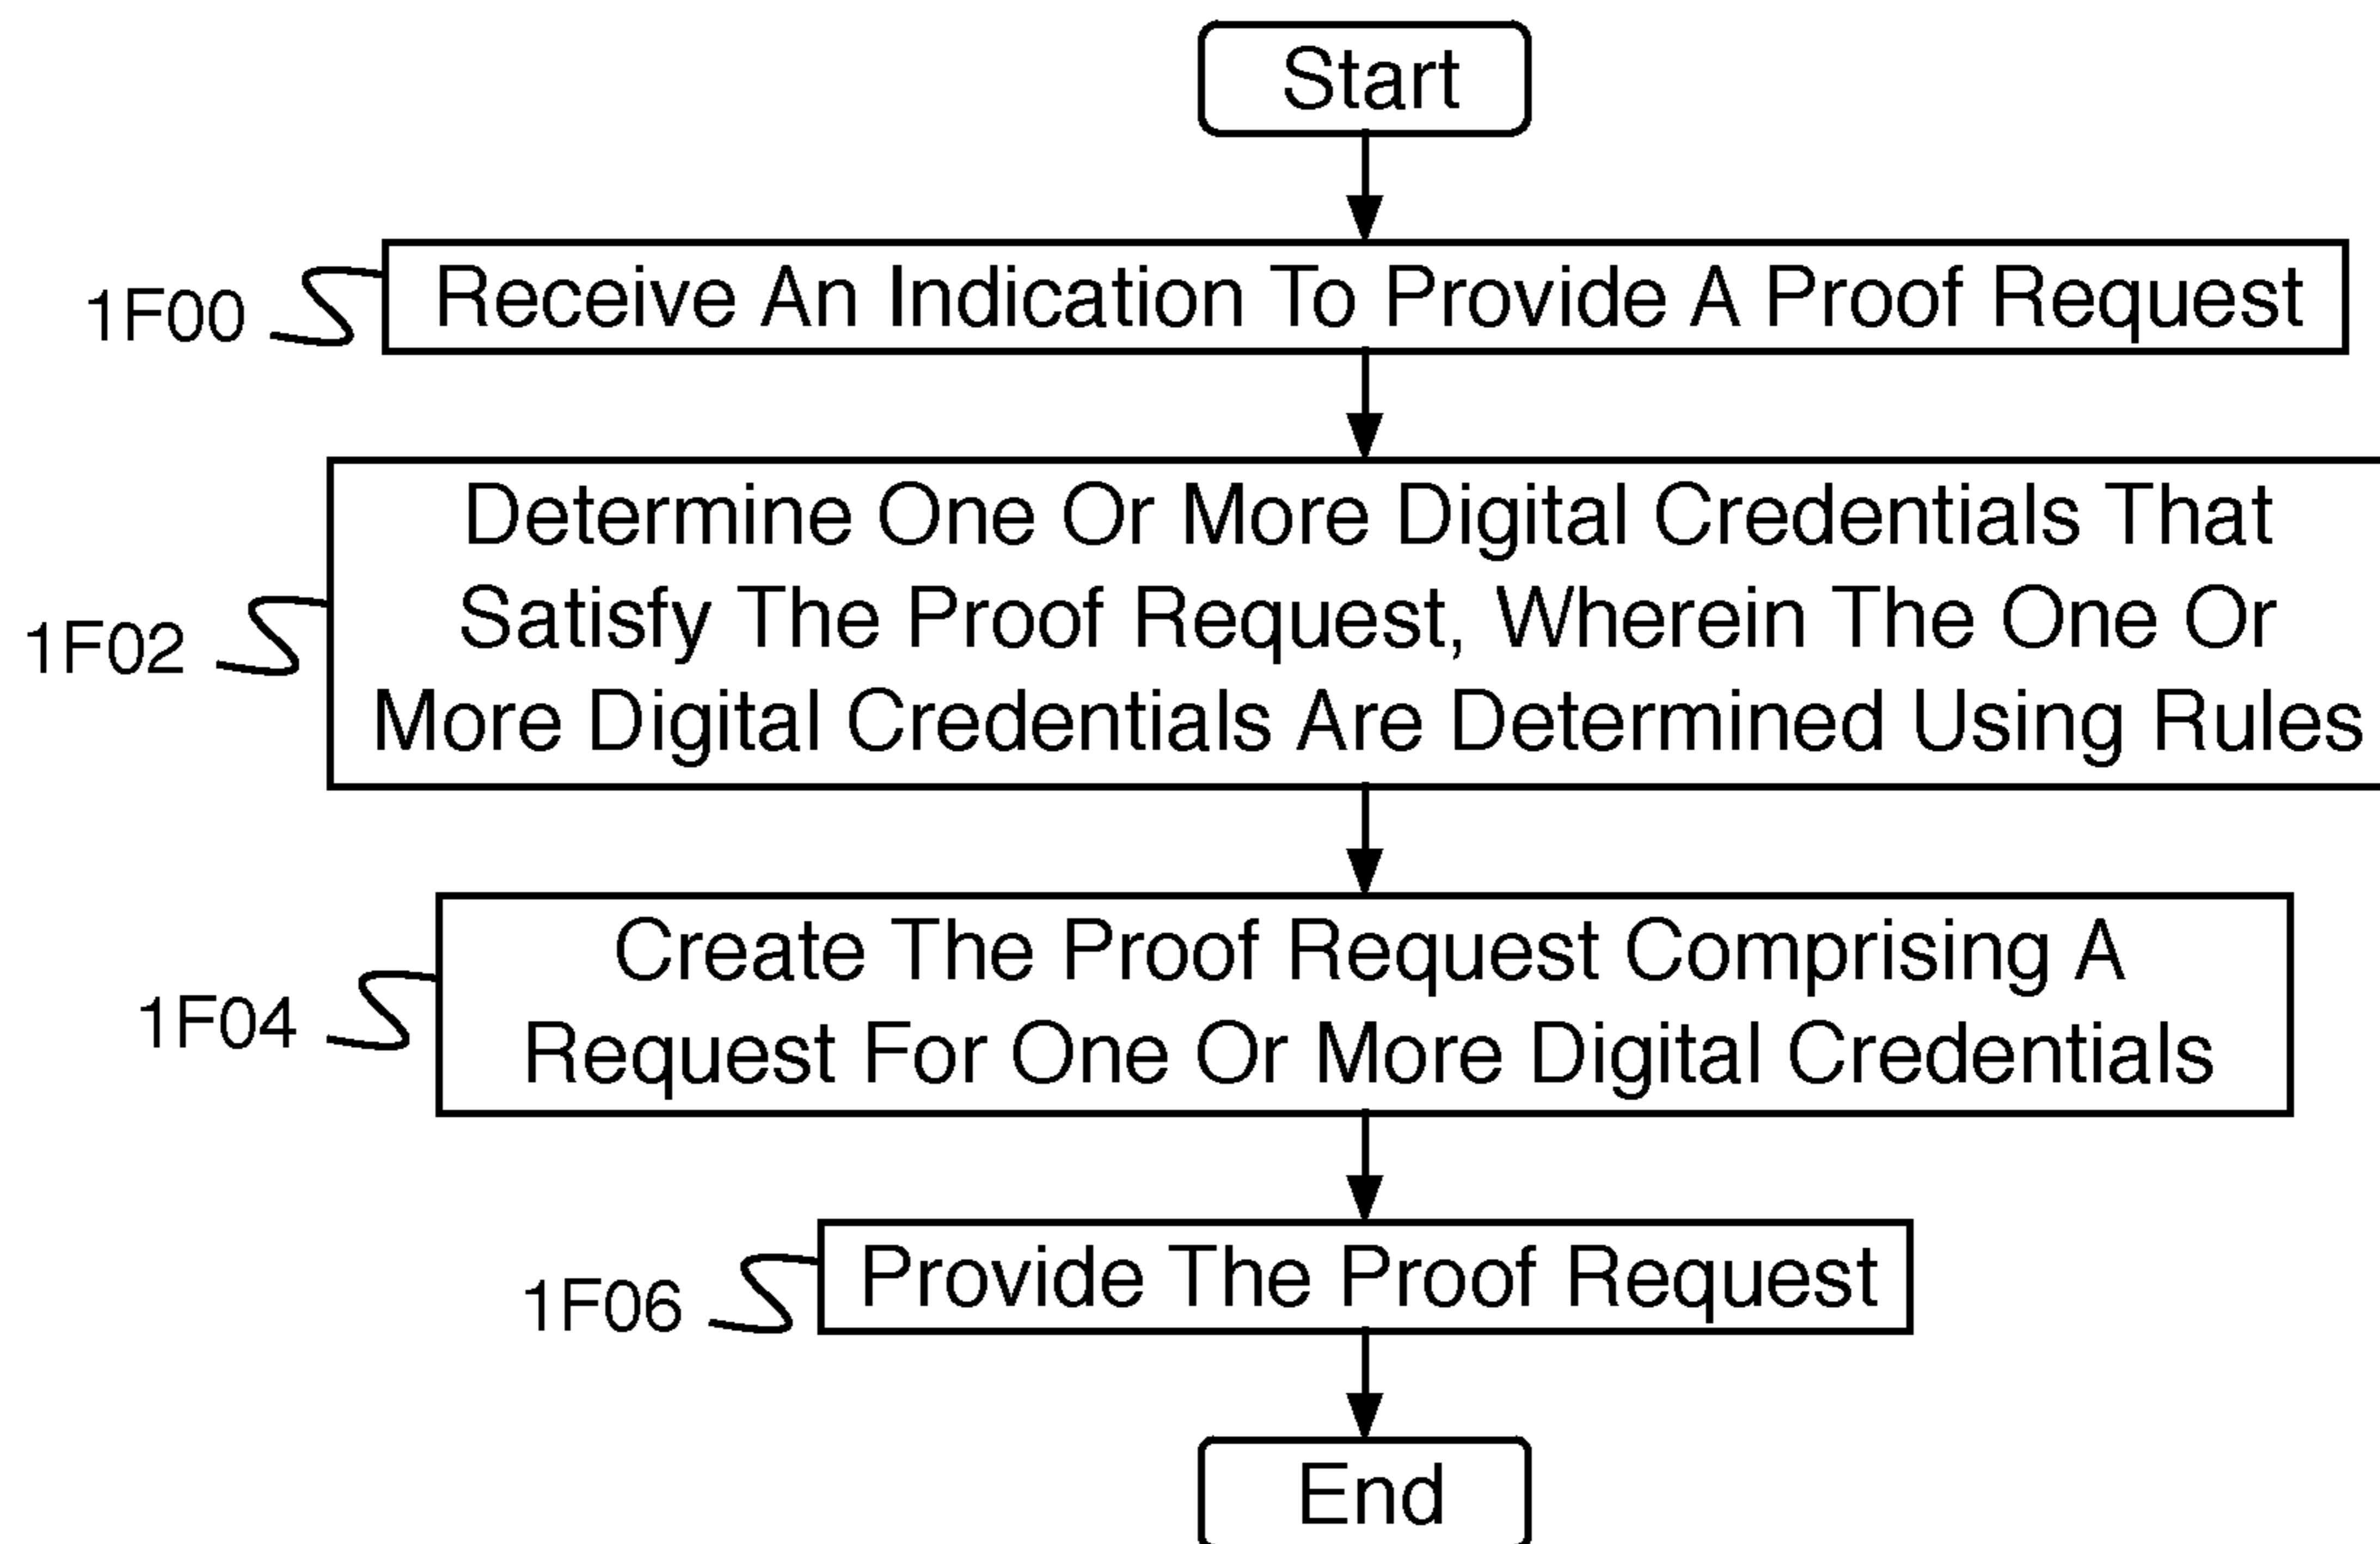 Start
1F00
Receive An Indication To Provide A Proof Request
Determine One Or More Digital Credentials That
Satisfy The Proof Request, Wherein The One Or
1F02
More Digital Credentials Are Determined Using Rules
Create The Proof Request Comprising A
1F04
Request For One Or More Digital Credentials
1F06
Provide The Proof Request
End